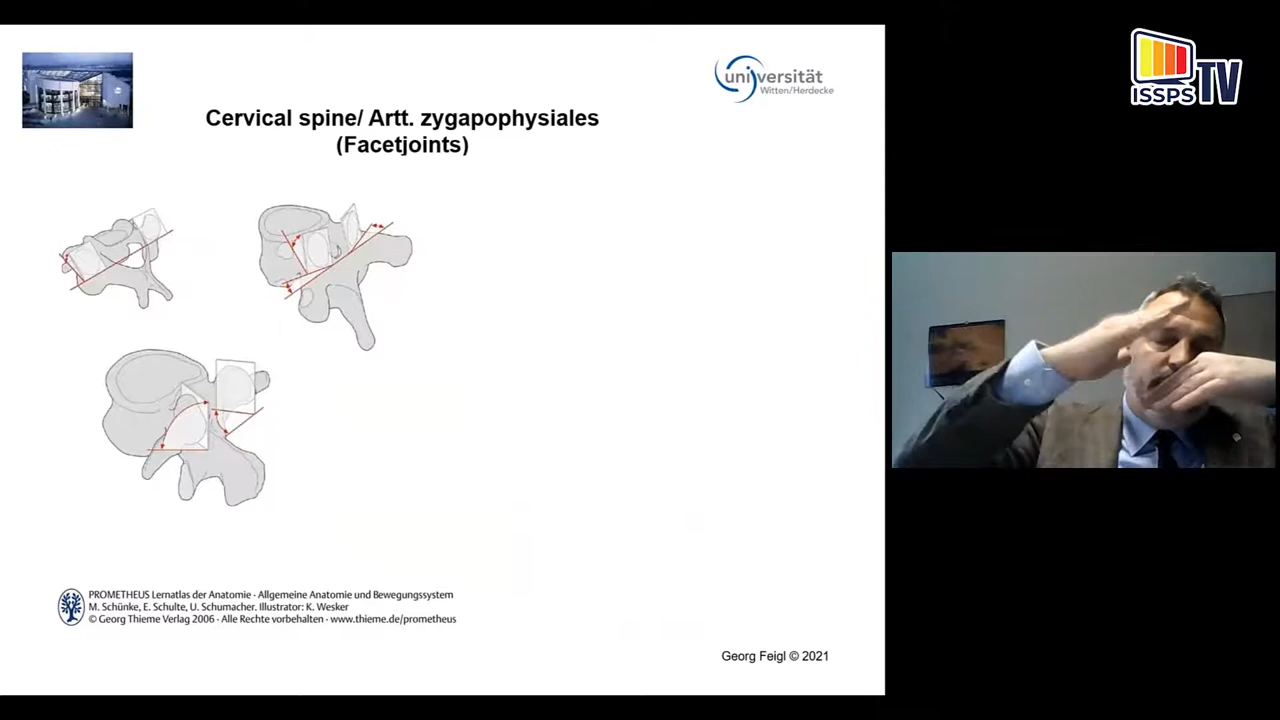 ISSPS TV
universität
Witten/Herdecke
Cervical spine/ Artt. zygapophysiales
(Facetjoints)
PROMETHEUS Lernatlas der Anatomie · Allgemeine Anatomie und Bewegungssystem
M. Schünke, E. Schulte, U. Schumacher. Illustrator: K. Wesker
© Georg Thieme Verlag 2006 · Alle Rechte vorbehalten · www.thieme.de/prometheus
Georg Feigl © 2021